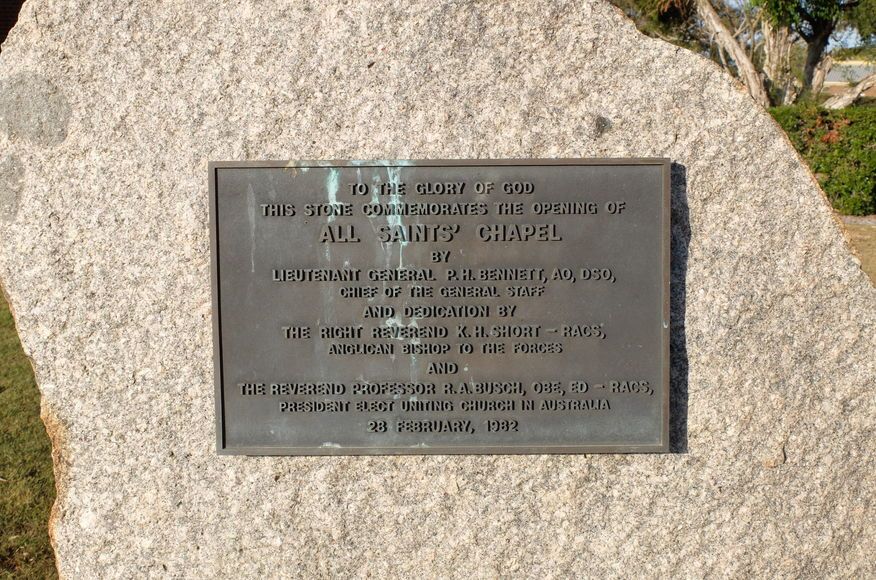 TO THE GLORY OF GOD
THIS STONE COMMEMORATES THE OPENING OF
ALL SAINTS' CHAPEL
BY
LIEUTENANT GENERAL P.H. BENNETT, AO, DSO,
CHIEF OF THE GENERAL STAFF
AND DEDICATION BY
THE RIGHT REVEREND K.H. SHORT - RACS,
ANGLICAN BISHOP TO THE FORCES
AND
THE REVEREND PROFESSOR R.A. BUSCH, OBE, ED - RACS,
PRESIDENT ELECT UNITING CHURCH IN AUSTRALIA
28 FEBRUARY, 1982